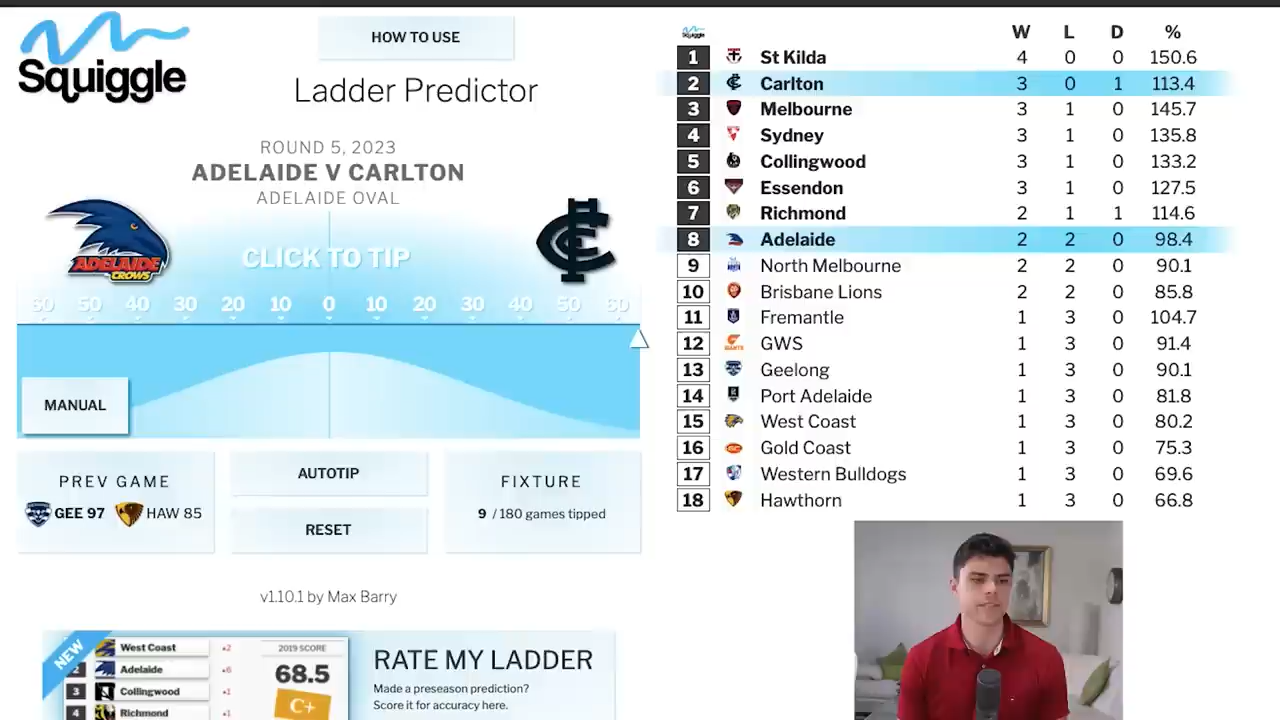 Squiggle
HOW TO USE
Ladder Predictor
ROUND 5, 2023
ADELAIDE V CARLTON
ADELAIDE OVAL
ADELAIDE
CROWS
CLICK TO TIP
60 50 40 30 20 10 0 10 20 30 40 50 60
MANUAL
PREV GAME
GEE 97 HAW 85
AUTOTIP
RESET
FIXTURE
9 / 180 games tipped
v1.10.1 by Max Barry
NEW
West Coast 2
2 Adelaide 6
3 Collingwood 1
4 Richmond 1
2019 SCORE
68.5
C+
RATE MY LADDER
Made a preseason prediction?
Score it for accuracy here.
Squiggle W L D %
1 St Kilda 4 0 0 150.6
2 Carlton 3 0 1 113.4
3 Melbourne 3 1 0 145.7
4 Sydney 3 1 0 135.8
5 Collingwood 3 1 0 133.2
6 Essendon 3 1 0 127.5
7 Richmond 2 1 1 114.6
8 Adelaide 2 2 0 98.4
9 North Melbourne 2 2 0 90.1
10 Brisbane Lions 2 2 0 85.8
11 Fremantle 1 3 0 104.7
12 GWS 1 3 0 91.4
13 Geelong 1 3 0 90.1
14 Port Adelaide 1 3 0 81.8
15 West Coast 1 3 0 80.2
16 Gold Coast 1 3 0 75.3
17 Western Bulldogs 1 3 0 69.6
18 Hawthorn 1 3 0 66.8